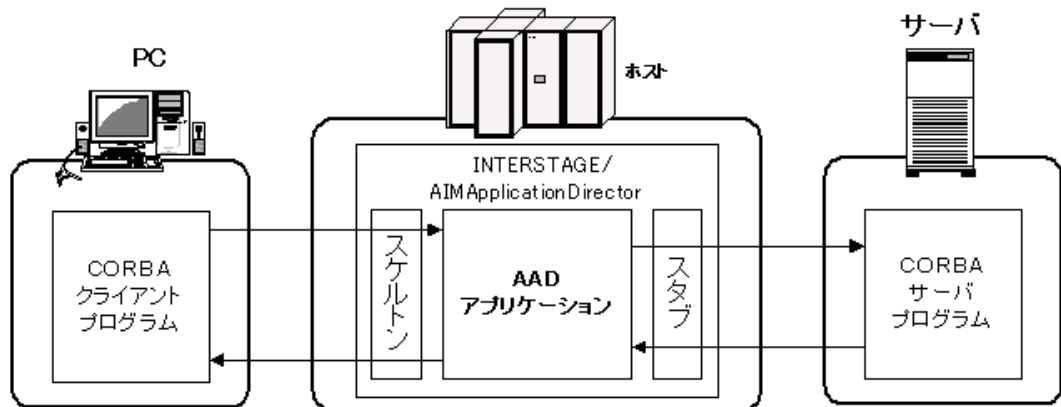 PC
ホスト
サーバ
INTERSTAGE/
AIMApplicationDirector
CORBA
クライアント
プログラム
スケルトン
AAD
アプリケーション
スタブ
CORBA
サーバ
プログラム